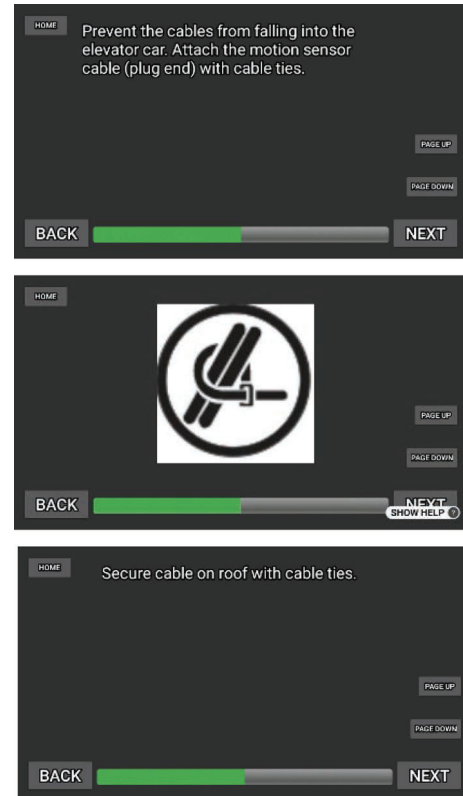 HOME
Prevent the cables from falling into the
elevator car. Attach the motion sensor
cable (plug end) with cable ties.
PAGE UP
PAGE DOWN
BACK
NEXT
HOME
PAGE UP
PAGE DOWN
BACK
NEXT
SHOW HELP ?
HOME
Secure cable on roof with cable ties.
PAGE UP
PAGE DOWN
BACK
NEXT